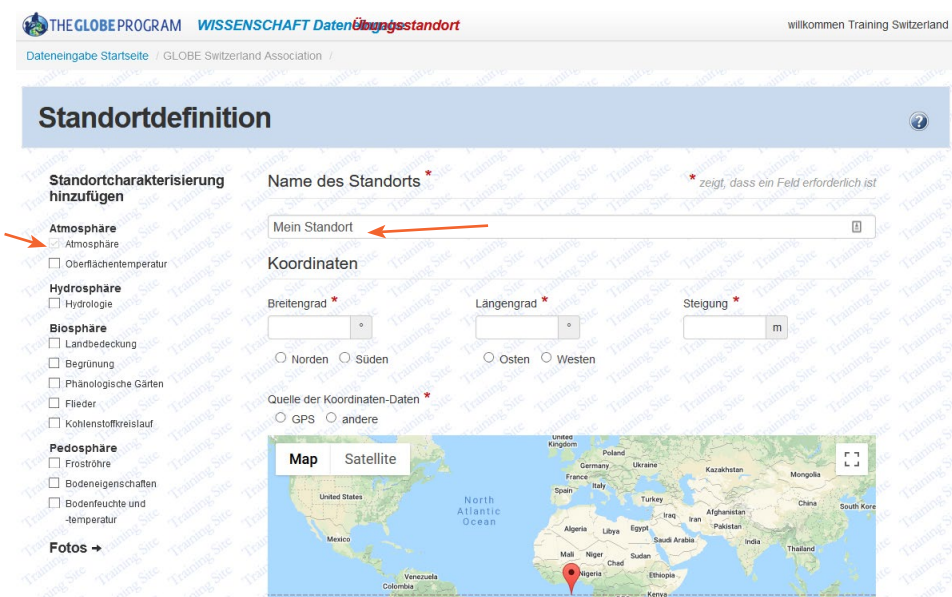 THE GLOBE PROGRAM WISSENSCHAFT Dateneingabe Übungsstandort willkommen Training Switzerland
Dateneingabe Startseite / GLOBE Switzerland Association /
Standortdefinition
?
Standortcharakterisierung
hinzufügen
Atmosphäre
Atmosphäre
Oberflächentemperatur
Hydrosphäre
Hydrologie
Biosphäre
Landbedeckung
Begrünung
Phänologische Gärten
Flieder
Kohlenstoffkreislauf
Pedosphäre
Froströhre
Bodeneigenschaften
Bodenfeuchte und
-temperatur
Fotos →
Name des Standorts *
* zeigt, dass ein Feld erforderlich ist
Mein Standort
Koordinaten
Breitengrad * Längengrad * Steigung *
° ° m
Norden Süden Osten Westen
Quelle der Koordinaten-Daten *
GPS andere
Map Satellite
United
Kingdom
Poland
Germany Ukraine Kazakhstan Mongolia
France
Italy
Spain
Turkey
United States
North
Atlantic
Ocean
China South Kore
Iraq Iran Afghanistan
Pakistan
Algeria Libya Egypt
Saudi Arabia India
Mexico
Mali Niger Sudan Thailand
Chad
Nigeria Ethiopia
Venezuela
Colombia
Kenya
Training Site